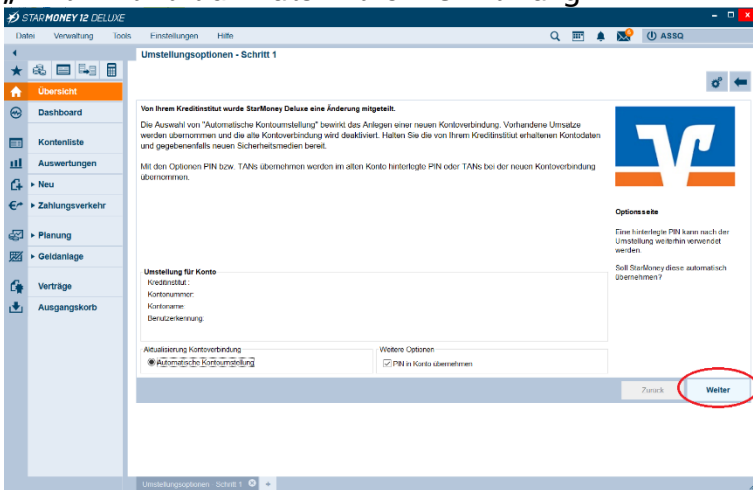 STARMONEY 12 DELUXE
Datei Verwaltung Tools Einstellungen Hilfe
ASSQ
Umstellungsoptionen - Schritt 1
Übersicht
Dashboard
Kontenliste
Auswertungen
Neu
Zahlungsverkehr
Planung
Geldanlage
Verträge
Ausgangskorb
Von Ihrem Kreditinstitut wurde StarMoney Deluxe eine Änderung mitgeteilt.
Die Auswahl von "Automatische Kontoumstellung" bewirkt das Anlegen einer neuen Kontoverbindung. Vorhandene Umsätze
werden übernommen und die alte Kontoverbindung wird deaktiviert. Halten Sie die von Ihrem Kreditinstitut erhaltenen Kontodaten
und gegebenenfalls neuen Sicherheitsmedien bereit.
Mit den Optionen PIN bzw. TANs übernehmen werden im alten Konto hinterlegte PIN oder TANs bei der neuen Kontoverbindung
übernommen.
Optionsseite
Eine hinterlegte PIN kann nach der
Umstellung weiterhin verwendet
werden.
Soll StarMoney diese automatisch
übernehmen?
Umstellung für Konto
Kreditinstitut :
Kontonummer:
Kontoname:
Benutzerkennung:
Aktualisierung Kontoverbindung
Automatische Kontoumstellung
Weitere Optionen
PIN in Konto übernehmen
Zurück Weiter
Umstellungsoptionen - Schritt 1